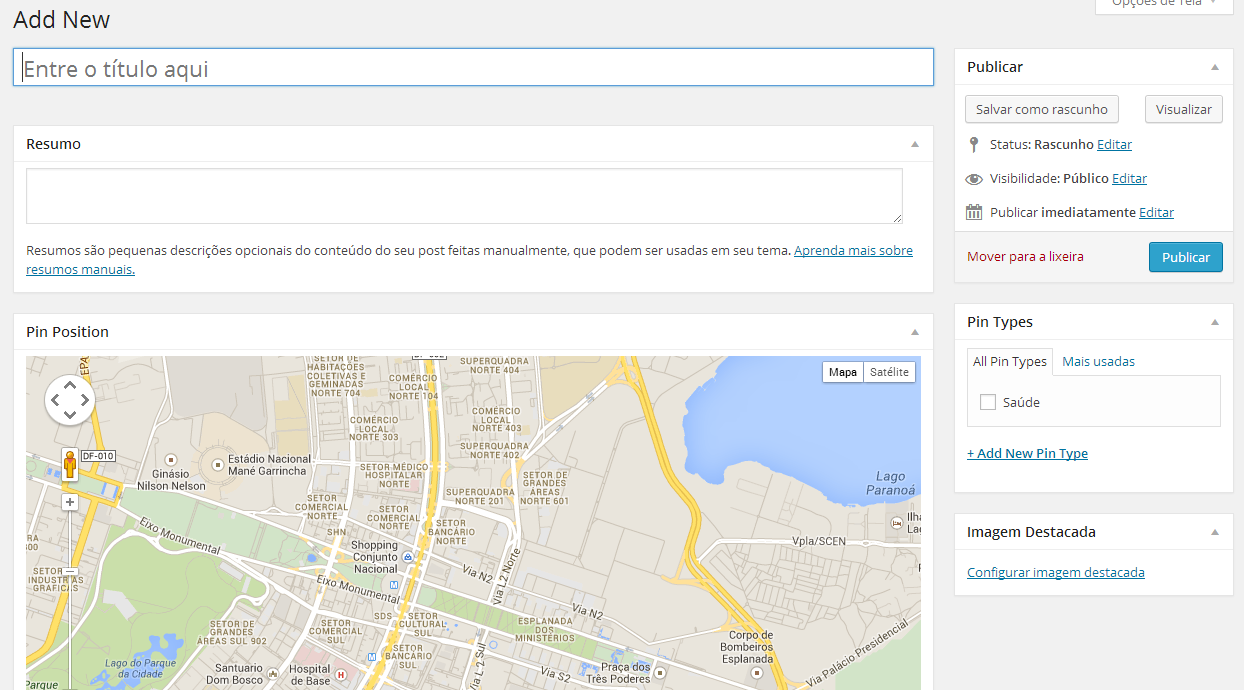 Add New
Opções de Tela
Entre o título aqui
Resumo
Resumos são pequenas descrições opcionais do conteúdo do seu post feitas manualmente, que podem ser usadas em seu tema. Aprenda mais sobre
resumos manuais.
Pin Position
Mapa
Satélite
SETOR DE
HABITAÇÕES
COLETIVAS E
GEMINADAS
NORTE 704
SUPERQUADRA
NORTE 404
COMÉRCIO
LOCAL
NORTE 104
COMÉRCIO
LOCAL
NORTE 303
COMÉRCIO
LOCAL
NORTE 403
SUPERQUADRA
NORTE 402
DF-010
Ginásio
Nilson Nelson
Estádio Nacional
Mané Garrincha
SETOR MÉDICO
HOSPITALAR
NORTE
SETOR DE
GRANDES
ÁREAS
NORTE 601
SUPERQUADRA
NORTE 201
Lago
Paranoá
SETOR
COMERCIAL
NORTE
SETOR
COMERCIAL
NORTE
SETOR
BANCÁRIO
NORTE
SHN
Eixo Monumental
Shopping
Conjunto
Nacional
Vpla/SCEN
Via L2 Norte
Via N2
SETOR
INDÚSTRIAS
GRÁFICAS
Eixo Monumental
Via N2
SDS
SETOR
CULTURAL
SUL
ESPLANADA
DOS
MINISTÉRIOS
SETOR DE
GRANDES
ÁREAS SUL 902
SETOR
COMERCIAL
SUL
Corpo de
Bombeiros
Esplanada
Via Palácio Presidencial
SETOR
BANCÁRIO
SUL
Via L2 Sul
Lago do Parque
da Cidade
Santuario
Dom Bosco
Hospital
de Base
H
Via S2
Praça dos
Três Poderes
Parque
Publicar
Salvar como rascunho
Visualizar
Status: Rascunho Editar
Visibilidade: Público Editar
Publicar imediatamente Editar
Mover para a lixeira
Publicar
Pin Types
All Pin Types
Mais usadas
Saúde
+ Add New Pin Type
Imagem Destacada
Configurar imagem destacada